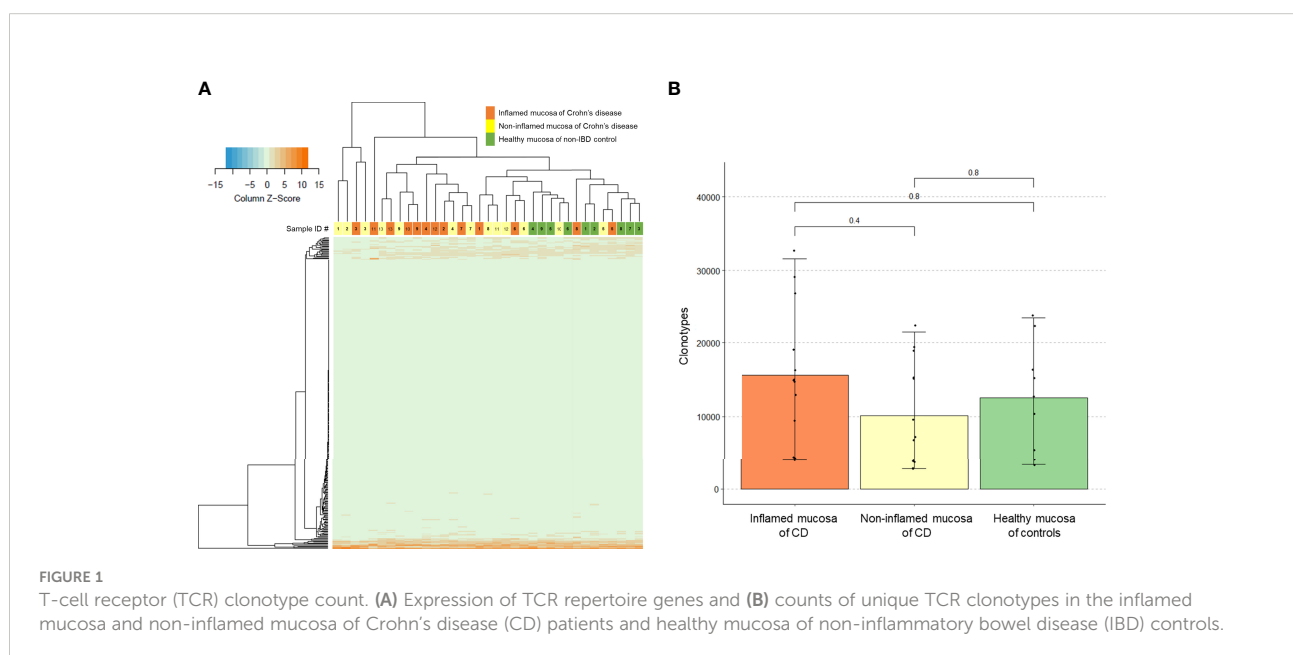 A
B
Inflamed mucosa of Crohn's disease
Non-inflamed mucosa of Crohn's disease
Healthy mucosa of non-IBD control
−15 −5 0 5 10 15
Column Z-Score
Sample ID #
Clonotypes
40000
30000
20000
10000
0
0.8
0.8
0.4
Inflamed mucosa
of CD
Non-inflamed mucosa
of CD
Healthy mucosa
of controls
FIGURE 1
T-cell receptor (TCR) clonotype count. (A) Expression of TCR repertoire genes and (B) counts of unique TCR clonotypes in the inflamed
mucosa and non-inflamed mucosa of Crohn's disease (CD) patients and healthy mucosa of non-inflammatory bowel disease (IBD) controls.